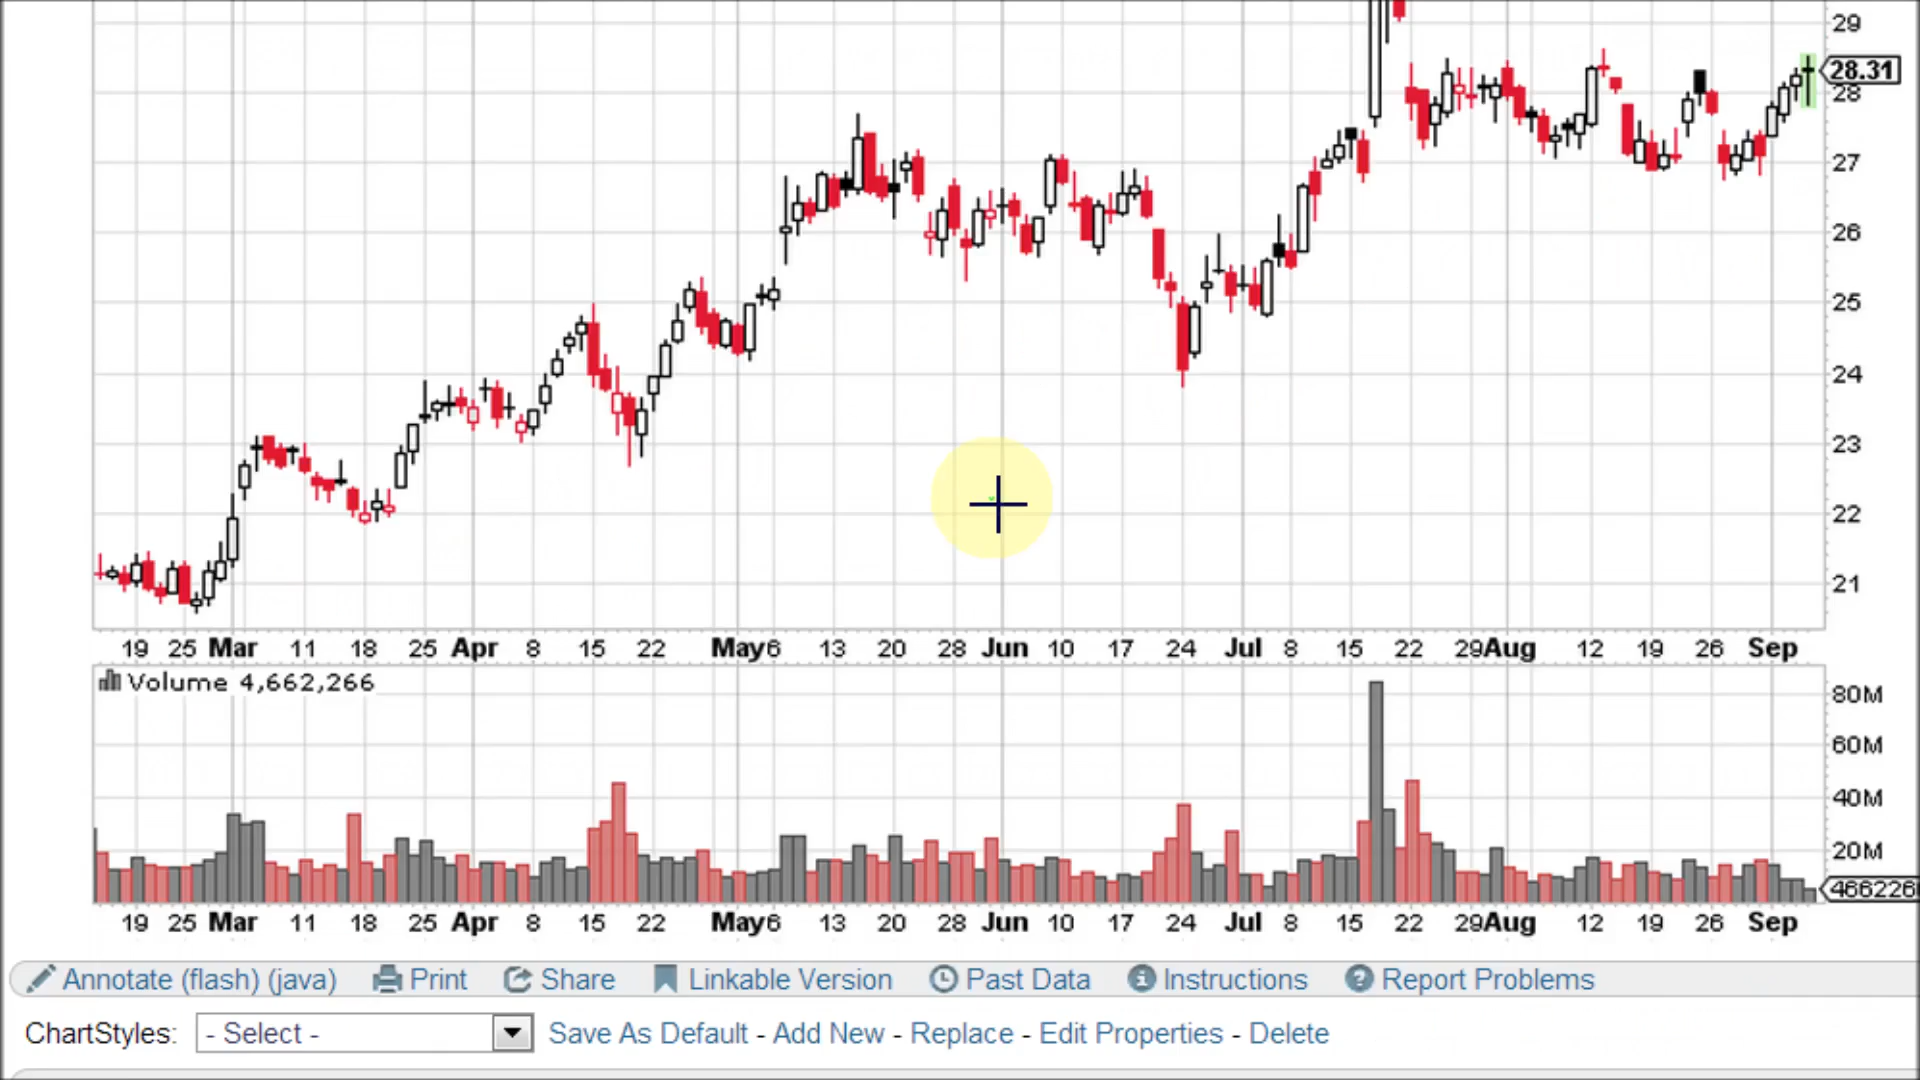 29
28.31
28
27
26
25
24
23
22
21
19 25 Mar 11 18 25 Apr 8 15 22 May6 13 20 28 Jun 10 17 24 Jul 8 15 22 29Aug 12 19 26 Sep
Volume 4,662,266
80M
60M
40M
20M
466226
19 25 Mar 11 18 25 Apr 8 15 22 May6 13 20 28 Jun 10 17 24 Jul 8 15 22 29Aug 12 19 26 Sep
Annotate (flash) (java) Print Share Linkable Version Past Data Instructions Report Problems
ChartStyles: - Select - Save As Default - Add New - Replace - Edit Properties - Delete